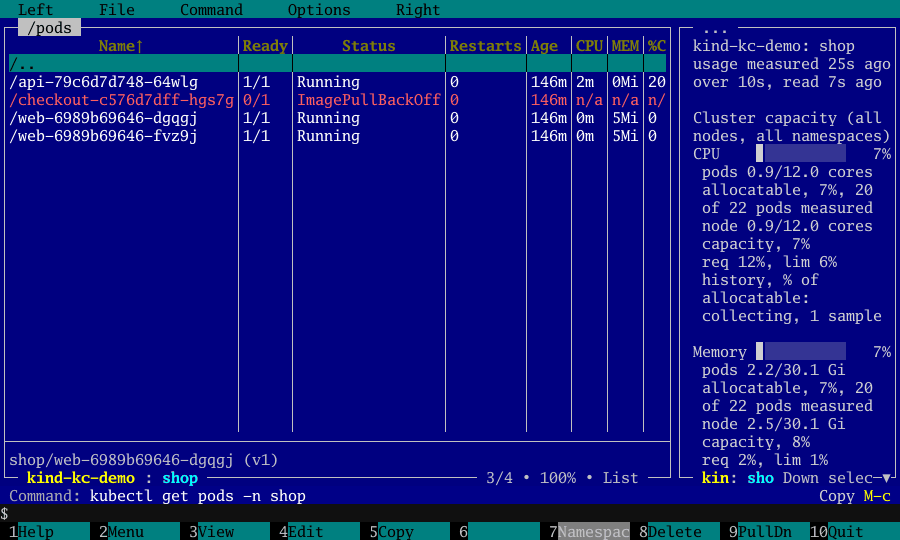 Left File Command Options Right
/pods
Name↑ Ready Status Restarts Age CPU MEM %C
/..
/api-79c6d7d748-64wlg 1/1 Running 0 146m 2m 0Mi 20
/checkout-c576d7dff-hgs7g 0/1 ImagePullBackOff 0 146m n/a n/a n/
/web-6989b69646-dgqgj 1/1 Running 0 146m 0m 5Mi 0
/web-6989b69646-fvz9j 1/1 Running 0 146m 0m 5Mi 0
shop/web-6989b69646-dgqgj (v1)
kind-kc-demo : shop 3/4 • 100% • List
...
kind-kc-demo: shop
usage measured 25s ago
over 10s, read 7s ago
Cluster capacity (all
nodes, all namespaces)
CPU 7%
pods 0.9/12.0 cores
allocatable, 7%, 20
of 22 pods measured
node 0.9/12.0 cores
capacity, 7%
req 12%, lim 6%
history, % of
allocatable:
collecting, 1 sample
Memory 7%
pods 2.2/30.1 Gi
allocatable, 7%, 20
of 22 pods measured
node 2.5/30.1 Gi
capacity, 8%
req 2%, lim 1%
kin: sho Down selec ▼
Command: kubectl get pods -n shop Copy M-c
$
1Help 2Menu 3View 4Edit 5Copy 6 7Namespac 8Delete 9PullDn 10Quit